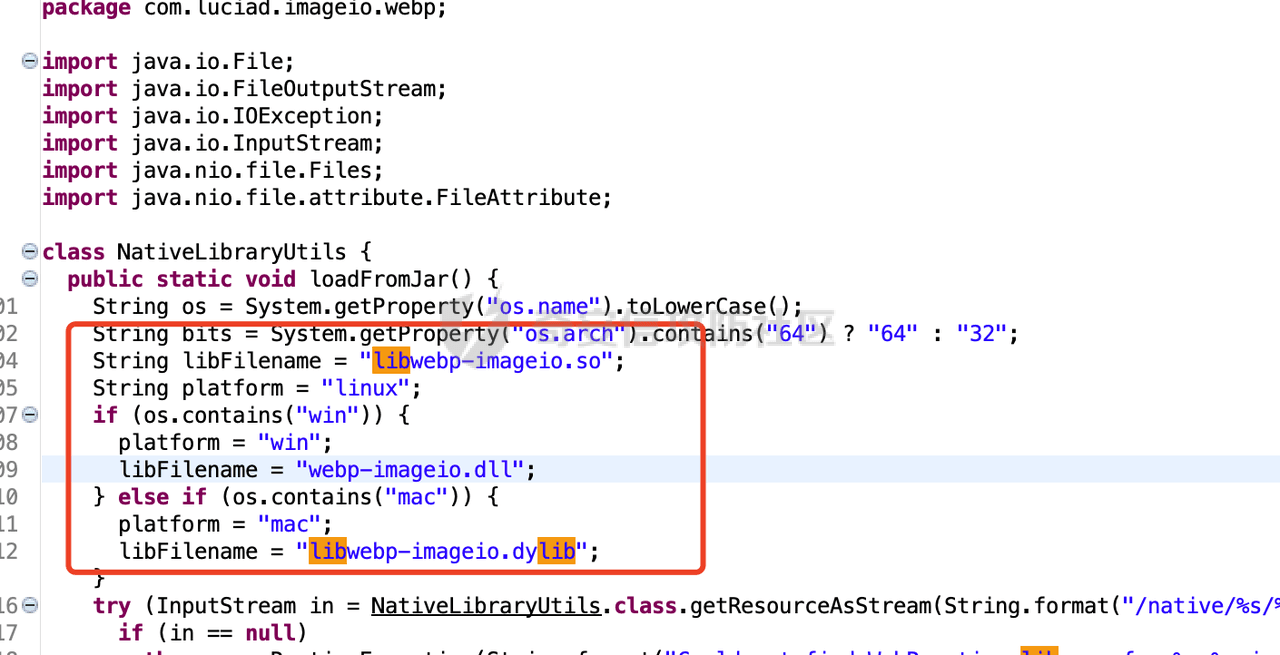 package com.luciad.imageio.webp;
import java.io.File;
import java.io.FileOutputStream;
import java.io.IOException;
import java.io.InputStream;
import java.nio.file.Files;
import java.nio.file.attribute.FileAttribute;
class NativeLibraryUtils {
public static void loadFromJar() {
01 String os = System.getProperty("os.name").toLowerCase();
02 String bits = System.getProperty("os.arch").contains("64") ? "64" : "32";
04 String libFilename = "libwebp-imageio.so";
05 String platform = "linux";
07 if (os.contains("win")) {
08 platform = "win";
09 libFilename = "webp-imageio.dll";
10 } else if (os.contains("mac")) {
11 platform = "mac";
12 libFilename = "libwebp-imageio.dylib";
}
16 try (InputStream in = NativeLibraryUtils.class.getResourceAsStream(String.format("/native/%s/%
17 if (in == null)